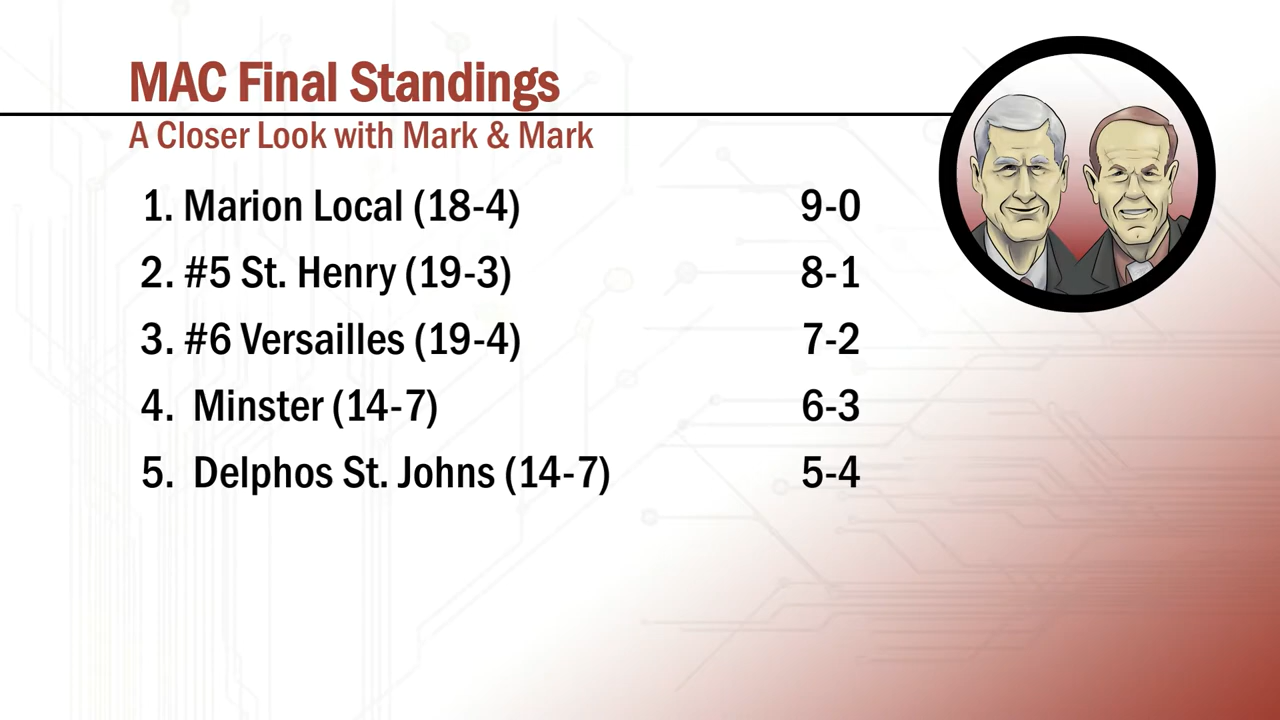 MAC Final Standings
A Closer Look with Mark & Mark
1. Marion Local (18-4) 9-0
2. #5 St. Henry (19-3) 8-1
3. #6 Versailles (19-4) 7-2
4. Minster (14-7) 6-3
5. Delphos St. Johns (14-7) 5-4